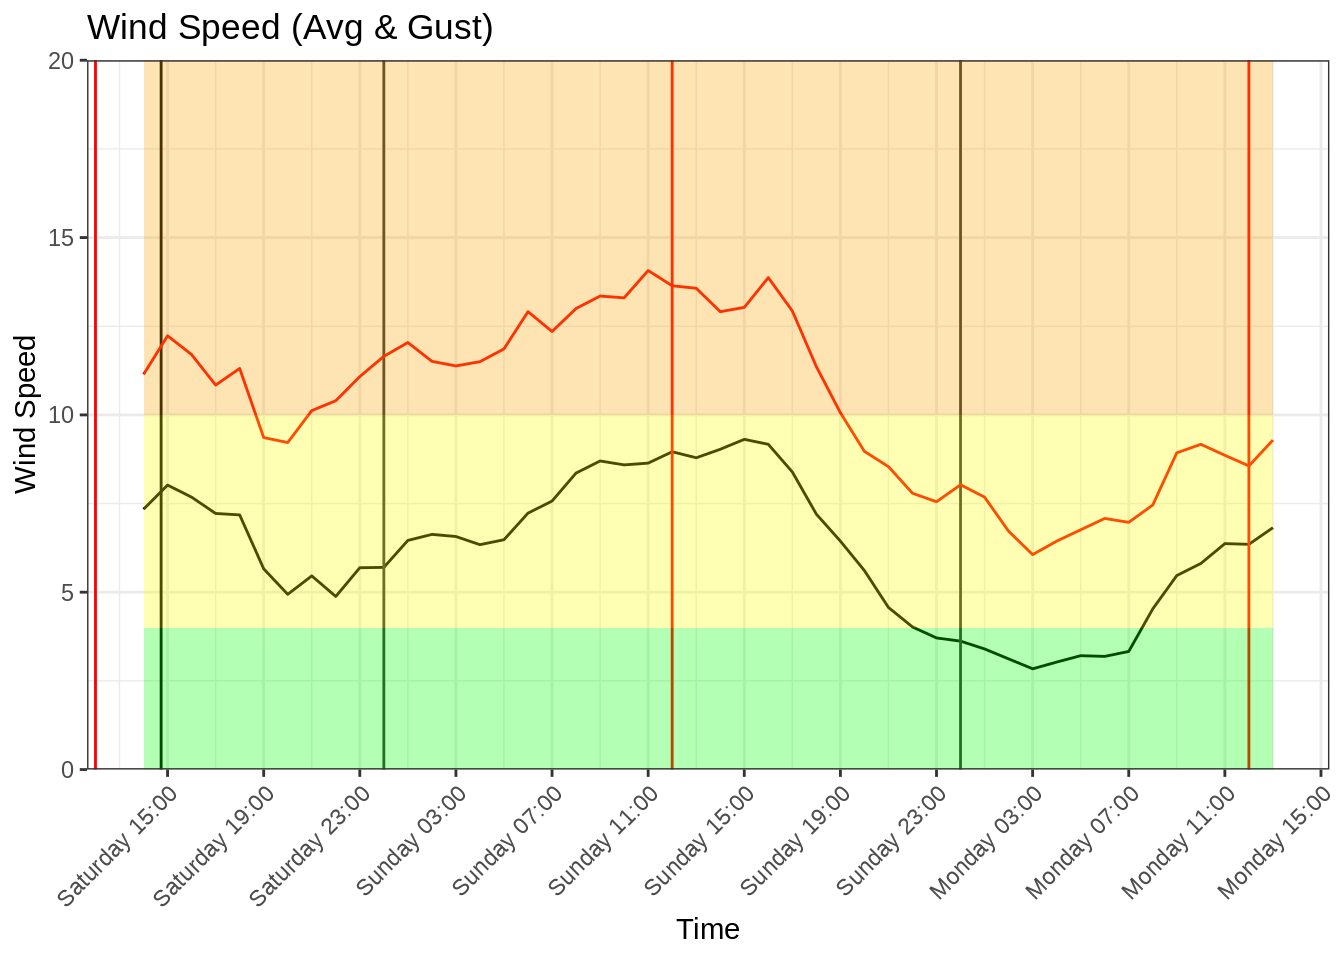 Wind Speed (Avg & Gust)
20
15
10
5
0
Wind Speed
Saturday 15:00
Saturday 19:00
Saturday 23:00
Sunday 03:00
Sunday 07:00
Sunday 11:00
Sunday 15:00
Sunday 19:00
Sunday 23:00
Monday 03:00
Monday 07:00
Monday 11:00
Monday 15:00
Time